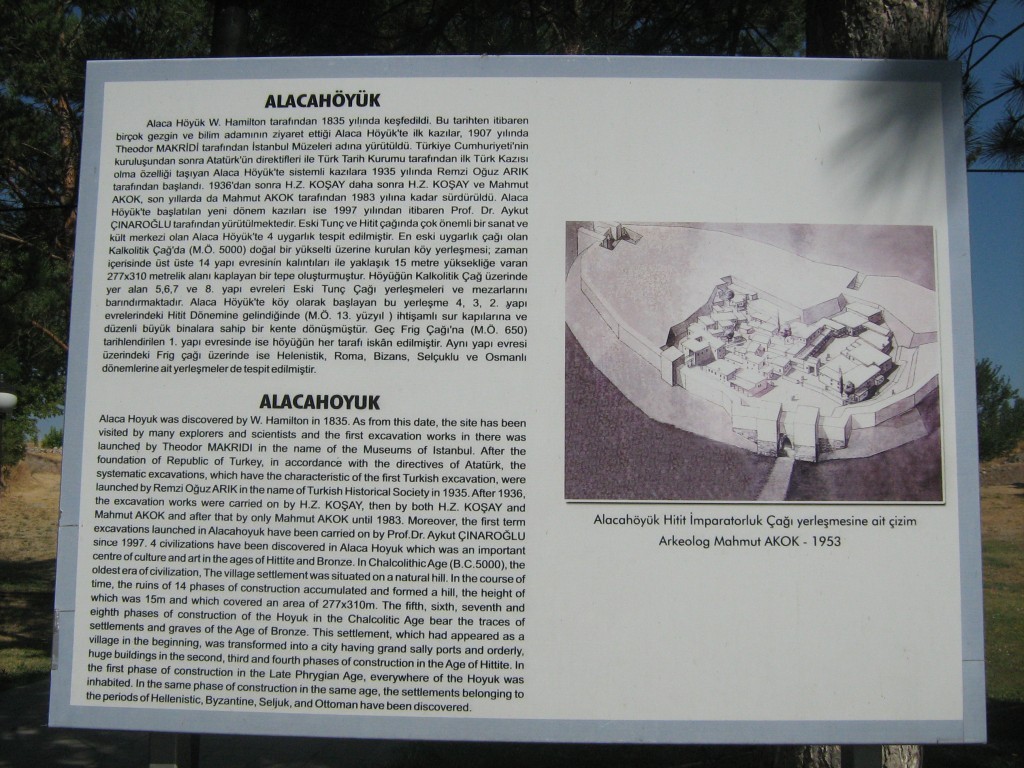 ALACAHÖYÜK
Alaca Höyük W. Hamilton tarafından 1835 yılında keşfedildi. Bu tarihten itibaren
birçok gezgin ve bilim adamının ziyaret ettiği Alaca Höyük'te ilk kazılar, 1907 yılında
Theodor MAKRİDİ tarafından İstanbul Müzeleri adına yürütüldü. Türkiye Cumhuriyeti'nin
kuruluşundan sonra Atatürk'ün direktifleri ile Türk Tarih Kurumu tarafından ilk Türk Kazısı
olma özelliği taşıyan Alaca Höyük'te sistemli kazılara 1935 yılında Remzi Oğuz ARIK
tarafından başlandı. 1936'dan sonra H.Z. KOŞAY daha sonra H.Z. KOŞAY ve Mahmut
AKOK, son yıllarda da Mahmut AKOK tarafından 1983 yılına kadar sürdürüldü. Alaca
Höyük'te başlatılan yeni dönem kazıları ise 1997 yılından itibaren Prof. Dr. Aykut
ÇINAROĞLU tarafından yürütülmektedir. Eski Tunç ve Hitit çağında çok önemli bir sanat ve
kült merkezi olan Alaca Höyük'te 4 uygarlık tespit edilmiştir. En eski uygarlık çağı olan
Kalkolitik Çağ'da (M.Ö. 5000) doğal bir yükselti üzerine kurulan köy yerleşmesi; zaman
içerisinde üst üste 14 yapı evresinin kalıntıları ile yaklaşık 15 metre yüksekliğe varan
277x310 metrelik alanı kaplayan bir tepe oluşturmuştur. Höyüğün Kalkolitik Çağ üzerinde
yer alan 5,6,7 ve 8. yapı evreleri Eski Tunç Çağı yerleşmeleri ve mezarlarını
barındırmaktadır. Alaca Höyük'te köy olarak başlayan bu yerleşme 4, 3, 2. yapı
evrelerindeki Hitit Dönemine gelindiğinde (M.Ö. 13. yüzyıl ) ihtişamlı sur kapılarına ve
düzenli büyük binalara sahip bir kente dönüşmüştür. Geç Frig Çağı'na (M.Ö. 650)
tarihlendirilen 1. yapı evresinde ise höyüğün her tarafı iskân edilmiştir. Aynı yapı evresi
üzerindeki Frig çağı üzerinde ise Helenistik, Roma, Bizans, Selçuklu ve Osmanlı
dönemlerine ait yerleşmeler de tespit edilmiştir.
ALACAHOYUK
Alaca Hoyuk was discovered by W. Hamilton in 1835. As from this date, the site has been
visited by many explorers and scientists and the first excavation works in there was
launched by Theodor MAKRIDI in the name of the Museums of Istanbul. After the
foundation of Republic of Turkey, in accordance with the directives of Atatürk, the
systematic excavations, which have the characteristic of the first Turkish excavation, were
launched by Remzi Oğuz ARIK in the name of Turkish Historical Society in 1935. After 1936,
the excavation works were carried on by H.Z. KOŞAY, then by both H.Z. KOŞAY and
Mahmut AKOK and after that by only Mahmut AKOK until 1983. Moreover, the first term
excavations launched in Alacahoyuk have been carried on by Prof.Dr. Aykut ÇINAROĞLU
since 1997. 4 civilizations have been discovered in Alaca Hoyuk which was an important
centre of culture and art in the ages of Hittite and Bronze. In Chalcolithic Age (B.C.5000), the
oldest era of civilization, The village settlement was situated on a natural hill. In the course of
time, the ruins of 14 phases of construction accumulated and formed a hill, the height of
which was 15m and which covered an area of 277x310m. The fifth, sixth, seventh and
eighth phases of construction of the Hoyuk in the Chalcolitic Age bear the traces of
settlements and graves of the Age of Bronze. This settlement, which had appeared as a
village in the beginning, was transformed into a city having grand sally ports and orderly,
huge buildings in the second, third and fourth phases of construction in the Age of Hittite. In
the first phase of construction in the Late Phrygian Age, everywhere of the Hoyuk was
inhabited. In the same phase of construction in the same age, the settlements belonging to
the periods of Hellenistic, Byzantine, Seljuk, and Ottoman have been discovered.
Alacahöyük Hitit İmparatorluk Çağı yerleşmesine ait çizim
Arkeolog Mahmut AKOK - 1953